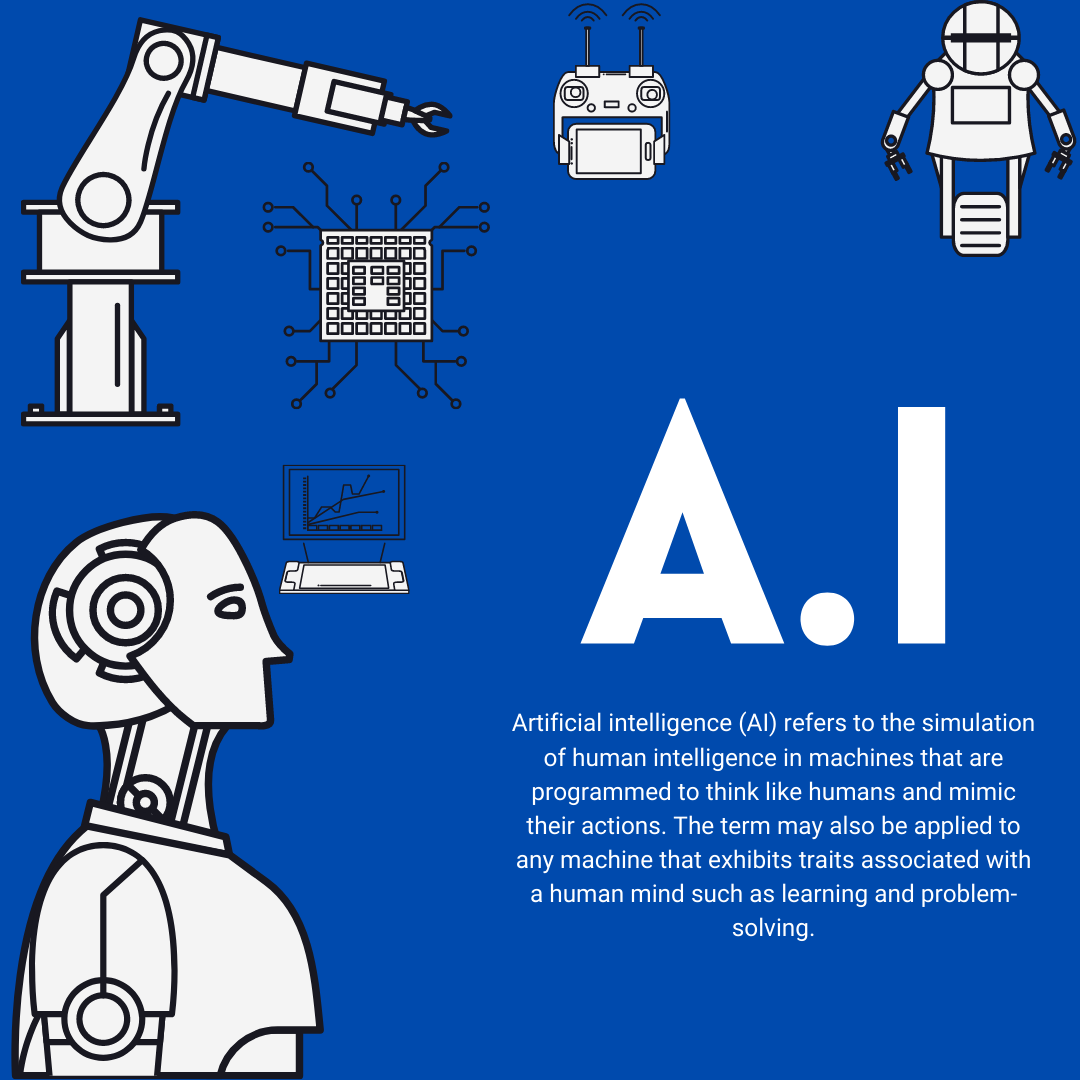 A.I
Artificial intelligence (AI) refers to the simulation
of human intelligence in machines that are
programmed to think like humans and mimic
their actions. The term may also be applied to
any machine that exhibits traits associated with
a human mind such as learning and problem-
solving.